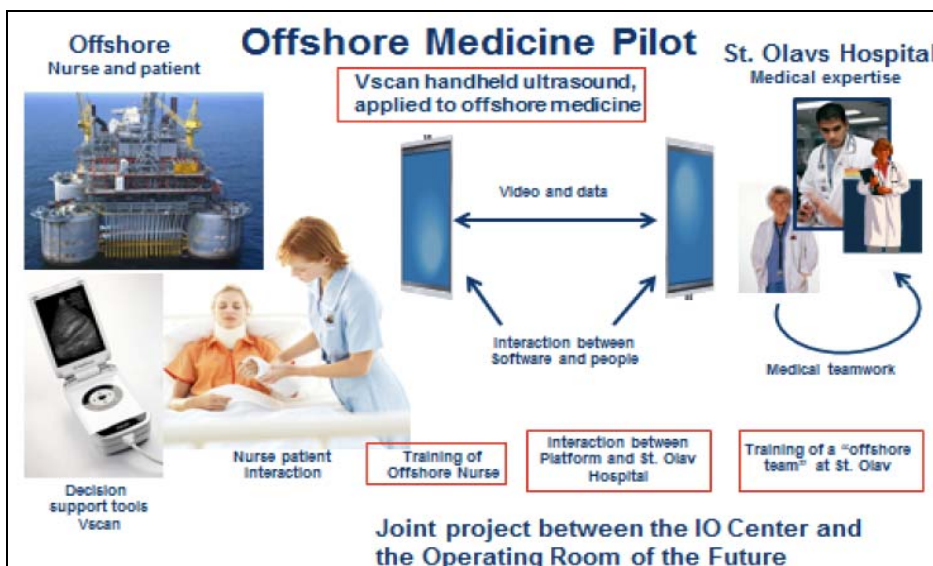 Offshore
Nurse and patient
Offshore Medicine Pilot
St. Olavs Hospital
Medical expertise
Vscan handheld ultrasound,
applied to offshore medicine
Video and data
Interaction between
Software and people
Medical teamwork
Nurse patient
Interaction
Training of
Offshore Nurse
Interaction between
Platform and St. Olav
Hospital
Training of a “offshore
team” at St. Olav
Decision
support tools
Vscan
Joint project between the IO Center and
the Operating Room of the Future